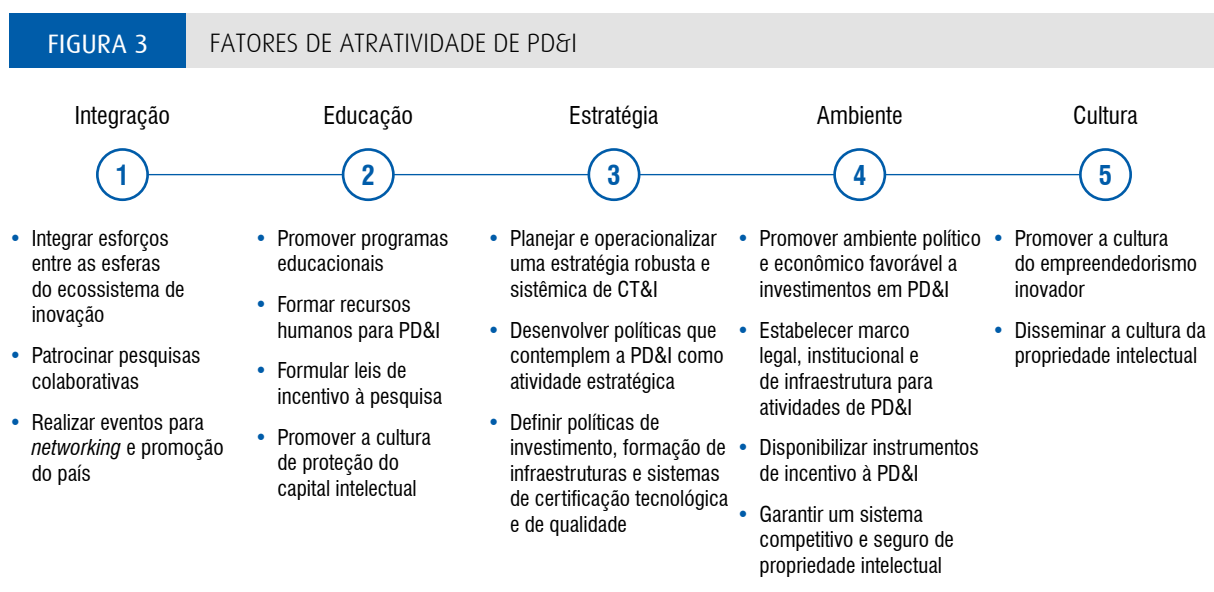 FIGURA 3
FATORES DE ATRATIVIDADE DE PD&I
Integração
1
• Integrar esforços
entre as esferas
do ecossistema de
inovação
• Patrocinar pesquisas
colaborativas
• Realizar eventos para
networking e promoção
do país
Educação
2
• Promover programas
educacionais
• Formar recursos
humanos para PD&I
• Formular leis de
incentivo à pesquisa
• Promover a cultura
de proteção do
capital intelectual
Estratégia
3
• Planejar e operacionalizar
uma estratégia robusta e
sistêmica de CT&I
• Desenvolver políticas que
contemplem a PD&I como
atividade estratégica
• Definir políticas de
investimento, formação de
infraestruturas e sistemas
de certificação tecnológica
e de qualidade
Ambiente
4
• Promover ambiente político
e econômico favorável a
investimentos em PD&I
• Estabelecer marco
legal, institucional e
de infraestrutura para
atividades de PD&I
• Disponibilizar instrumentos
de incentivo à PD&I
• Garantir um sistema
competitivo e seguro de
propriedade intelectual
Cultura
5
• Promover a cultura
do empreendedorismo
inovador
• Disseminar a cultura da
propriedade intelectual